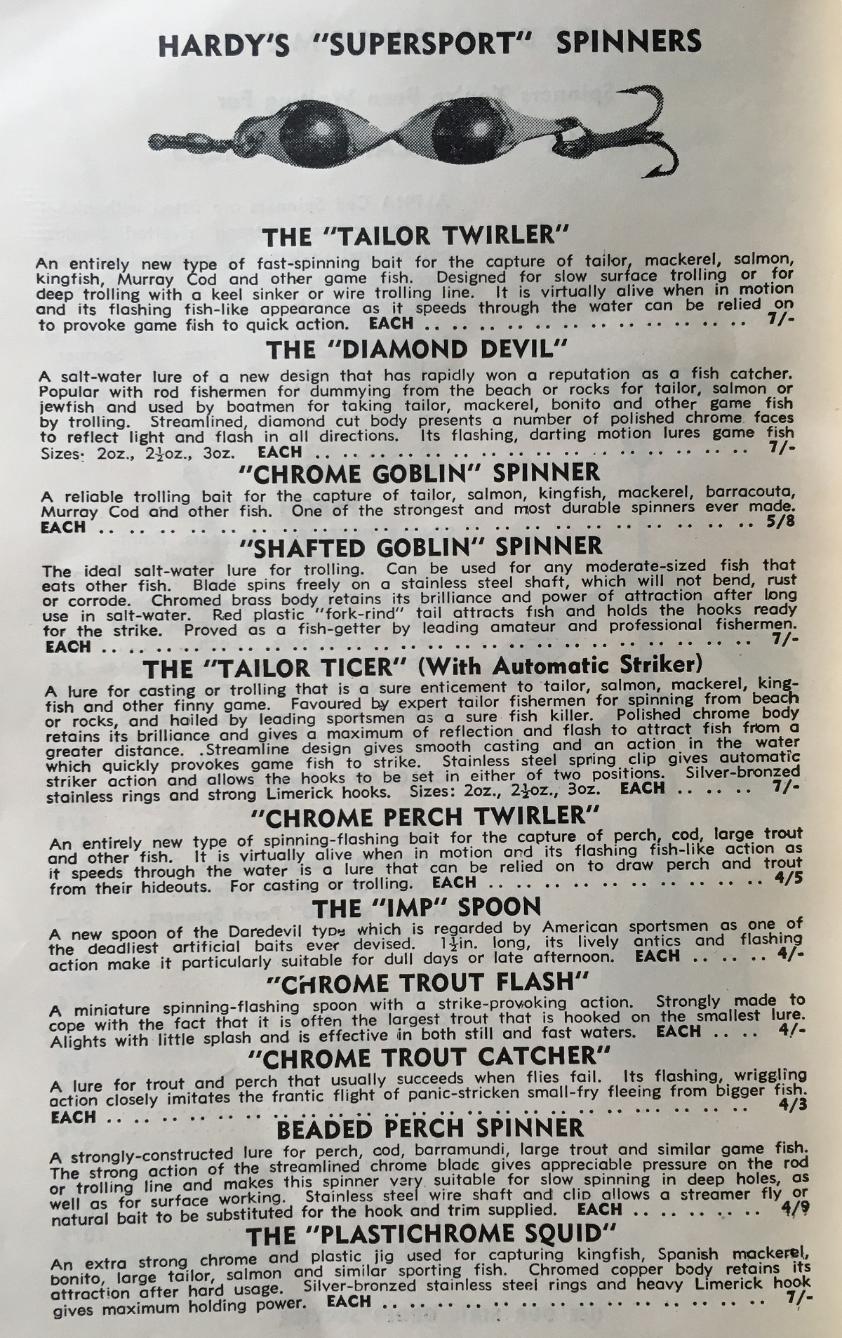 HARDY'S "SUPERSPORT" SPINNERS
THE "TAILOR TWIRLER"
An entirely new type of fast-spinning bait for the capture of tailor, mackerel, salmon,
kingfish, Murray Cod and other game fish. Designed for slow surface trolling or for
deep trolling with a keel sinker or wire trolling line. It is virtually alive when in motion
and its flashing fish-like appearance as it speeds through the water can be relied on
to provoke game fish to quick action. EACH .. .. .. .. .. .. .. .. .. .. .. .. 7/-
THE "DIAMOND DEVIL"
A salt-water lure of a new design that has rapidly won a reputation as a fish catcher.
Popular with rod fishermen for dummying from the beach or rocks for tailor, salmon or
jewfish and used by boatmen for taking tailor, mackerel, bonito and other game fish
by trolling. Streamlined, diamond cut body presents a number of polished chrome faces
to reflect light and flash in all directions. Its flashing, darting motion lures game fish
Sizes: 2oz., 2½oz., 3oz. EACH .. .. .. .. .. .. .. .. .. .. .. .. .. .. .. .. 7/-
"CHROME GOBLIN" SPINNER
A reliable trolling bait for the capture of tailor, salmon, kingfish, mackerel, barracouta,
Murray Cod and other fish. One of the strongest and most durable spinners ever made.
EACH .. .. .. .. .. .. .. .. .. .. .. .. .. .. .. .. .. .. .. .. .. .. .. .. 5/8
"SHAFTED GOBLIN" SPINNER
The ideal salt-water lure for trolling. Can be used for any moderate-sized fish that
eats other fish. Blade spins freely on a stainless steel shaft, which will not bend, rust
or corrode. Chromed brass body retains its brilliance and power of attraction after long
use in salt-water. Red plastic "fork-rind" tail attracts fish and holds the hooks ready
for the strike. Proved as a fish-getter by leading amateur and professional fishermen.
EACH .. .. .. .. .. .. .. .. .. .. .. .. .. .. .. .. .. .. .. .. .. .. .. .. 7/-
THE "TAILOR TICER" (With Automatic Striker)
A lure for casting or trolling that is a sure enticement to tailor, salmon, mackerel, king-
fish and other finny game. Favoured by expert tailor fishermen for spinning from beach
or rocks, and hailed by leading sportsmen as a sure fish killer. Polished chrome body
retains its brilliance and gives a maximum of reflection and flash to attract fish from a
greater distance. .Streamline design gives smooth casting and an action in the water
which quickly provokes game fish to strike. Stainless steel spring clip gives automatic
striker action and allows the hooks to be set in either of two positions. Silver-bronzed
stainless rings and strong Limerick hooks. Sizes: 2oz., 2½oz., 3oz. EACH .. .. .. 7/-
"CHROME PERCH TWIRLER"
An entirely new type of spinning-flashing bait for the capture of perch, cod, large trout
and other fish. It is virtually alive when in motion and its flashing fish-like action as
it speeds through the water is a lure that can be relied on to draw perch and trout
from their hideouts. For casting or trolling. EACH .. .. .. .. .. .. .. .. .. .. 4/5
THE "IMP" SPOON
A new spoon of the Daredevil type which is regarded by American sportsmen as one of
the deadliest artificial baits ever devised. 1½in. long, its lively antics and flashing
action make it particularly suitable for dull days or late afternoon. EACH .. .. .. 4/-
"CHROME TROUT FLASH"
A miniature spinning-flashing spoon with a strike-provoking action. Strongly made to
cope with the fact that it is often the largest trout that is hooked on the smallest lure.
Alights with little splash and is effective in both still and fast waters. EACH .. .. 4/-
"CHROME TROUT CATCHER"
A lure for trout and perch that usually succeeds when flies fail. Its flashing, wriggling
action closely imitates the frantic flight of panic-stricken small-fry fleeing from bigger fish.
EACH .. .. .. .. .. .. .. .. .. .. .. .. .. .. .. .. .. .. .. .. .. .. .. 4/3
BEADED PERCH SPINNER
A strongly-constructed lure for perch, cod, barramundi, large trout and similar game fish.
The strong action of the streamlined chrome blade gives appreciable pressure on the rod
or trolling line and makes this spinner very suitable for slow spinning in deep holes, as
well as for surface working. Stainless steel wire shaft and clip allows a streamer fly or
natural bait to be substituted for the hook and trim supplied. EACH .. .. .. .. .. 4/9
THE "PLASTICHROME SQUID"
An extra strong chrome and plastic jig used for capturing kingfish, Spanish mackerel,
bonito, large tailor, salmon and similar sporting fish. Chromed copper body retains its
attraction after hard usage. Silver-bronzed stainless steel rings and heavy Limerick hook
gives maximum holding power. EACH .. .. .. .. .. .. .. .. .. .. .. .. .. .. 7/-